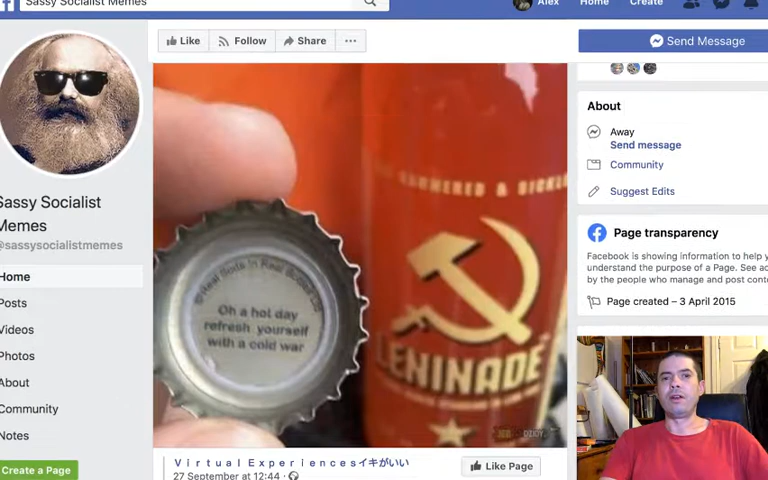 Sassy Socialist Memes
Alex
Home
Create
Like
Follow
Share
Send Message
Sassy Socialist
Memes
@sassysocialistmemes
Home
Posts
Videos
Photos
About
Community
Notes
Create a Page
Oh a hot day
refresh yourself
with a cold war
HAMMERED & SICKLE
LENINADE
About
Away
Send message
Community
Suggest Edits
Page transparency
Facebook is showing information to help y
understand the purpose of a Page. See ac
by the people who manage and post conte
Page created – 3 April 2015
Ｖｉｒｔｕａｌ Ｅｘｐｅｒｉｅｎｃｅｓイキがいい
27 September at 12:44 ·
Like Page